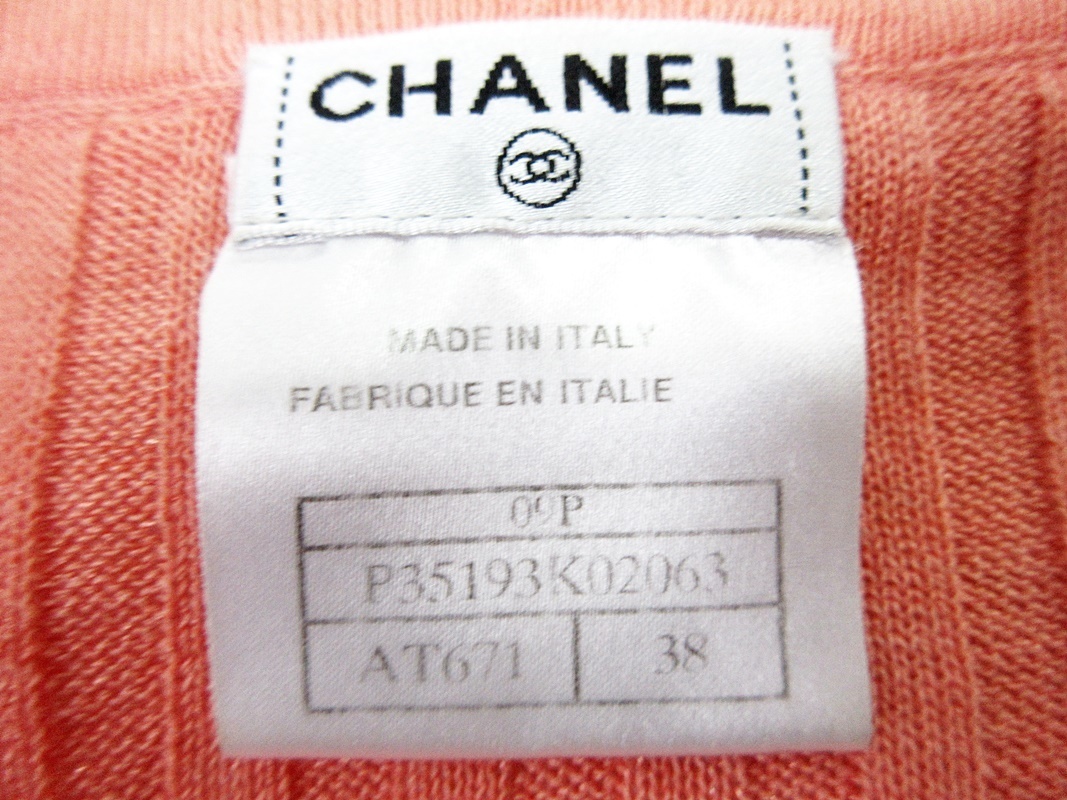 CHANEL
MADE IN ITALY
FABRIQUE EN ITALIE
09P
P35193K02063
AT671 38